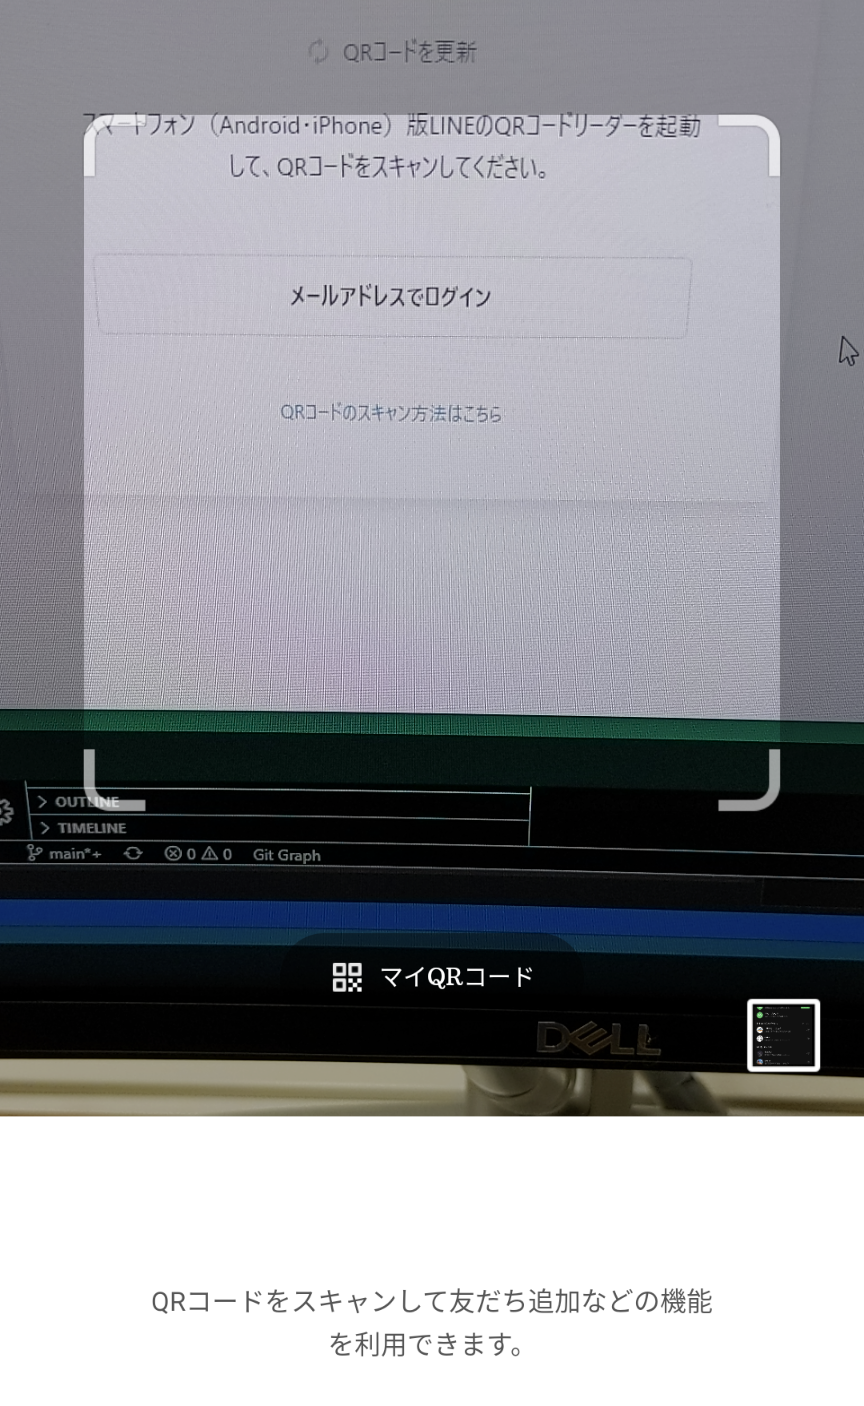 QRコードを更新
スマートフォン（Android･iPhone）版LINEのQRコードリーダーを起動
して、QRコードをスキャンしてください。
メールアドレスでログイン
QRコードのスキャン方法はこちら
OUTLINE
TIMELINE
main*+ 0 0 Git Graph
マイQRコード
DELL
QRコードをスキャンして友だち追加などの機能
を利用できます。